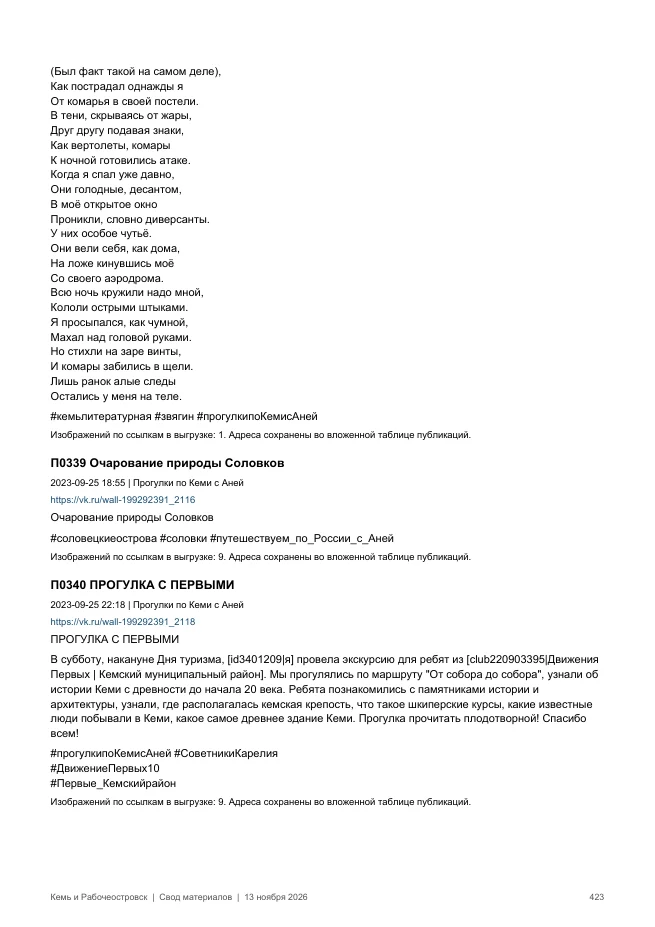 (Был факт такой на самом деле),
Как пострадал однажды я
От комарья в своей постели.
В тени, скрываясь от жары,
Друг другу подавая знаки,
Как вертолеты, комары
К ночной готовились атаке.
Когда я спал уже давно,
Они голодные, десантом,
В моё открытое окно
Проникли, словно диверсанты.
У них особое чутьё.
Они вели себя, как дома,
На ложе кинувшись моё
Со своего аэродрома.
Всю ночь кружили надо мной,
Кололи острыми штыками.
Я просыпался, как чумной,
Махал над головой руками.
Но стихли на заре винты,
И комары забились в щели.
Лишь ранок алые следы
Остались у меня на теле.
#кемьлитературная #звягин #прогулкипоКемисАней
Изображений по ссылкам в выгрузке: 1. Адреса сохранены во вложенной таблице публикаций.
П0339 Очарование природы Соловков
2023-09-25 18:55 | Прогулки по Кеми с Аней
https://vk.ru/wall-199292391_2116
Очарование природы Соловков
#соловецкиеострова #соловки #путешествуем_по_России_с_Аней
Изображений по ссылкам в выгрузке: 9. Адреса сохранены во вложенной таблице публикаций.
П0340 ПРОГУЛКА С ПЕРВЫМИ
2023-09-25 22:18 | Прогулки по Кеми с Аней
https://vk.ru/wall-199292391_2118
ПРОГУЛКА С ПЕРВЫМИ
В субботу, накануне Дня туризма, [id3401209|я] провела экскурсию для ребят из [club220903395|Движения
Первых | Кемский муниципальный район]. Мы прогулялись по маршруту "От собора до собора", узнали об
истории Кеми с древности до начала 20 века. Ребята познакомились с памятниками истории и
архитектуры, узнали, где располагалась кемская крепость, что такое шкиперские курсы, какие известные
люди побывали в Кеми, какое самое древнее здание Кеми. Прогулка прочитать плодотворной! Спасибо
всем!
#прогулкипоКемисАней #СоветникиКарелия
#ДвижениеПервых10
#Первые_Кемскийрайон
Изображений по ссылкам в выгрузке: 9. Адреса сохранены во вложенной таблице публикаций.
Кемь и Рабочеостровск | Свод материалов | 13 ноября 2026
423